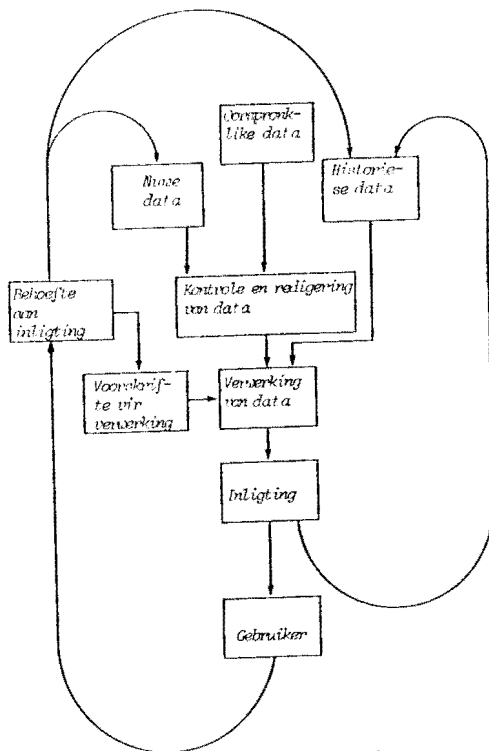 Oorspronk-
like data
Nuwe
data
Historie-
se data
Behoefte
aan
inligting
Kontrole en redigering
van data
Voorskrif-
te vir
verwerking
Verwerking
van data
Inligting
Gebruiker